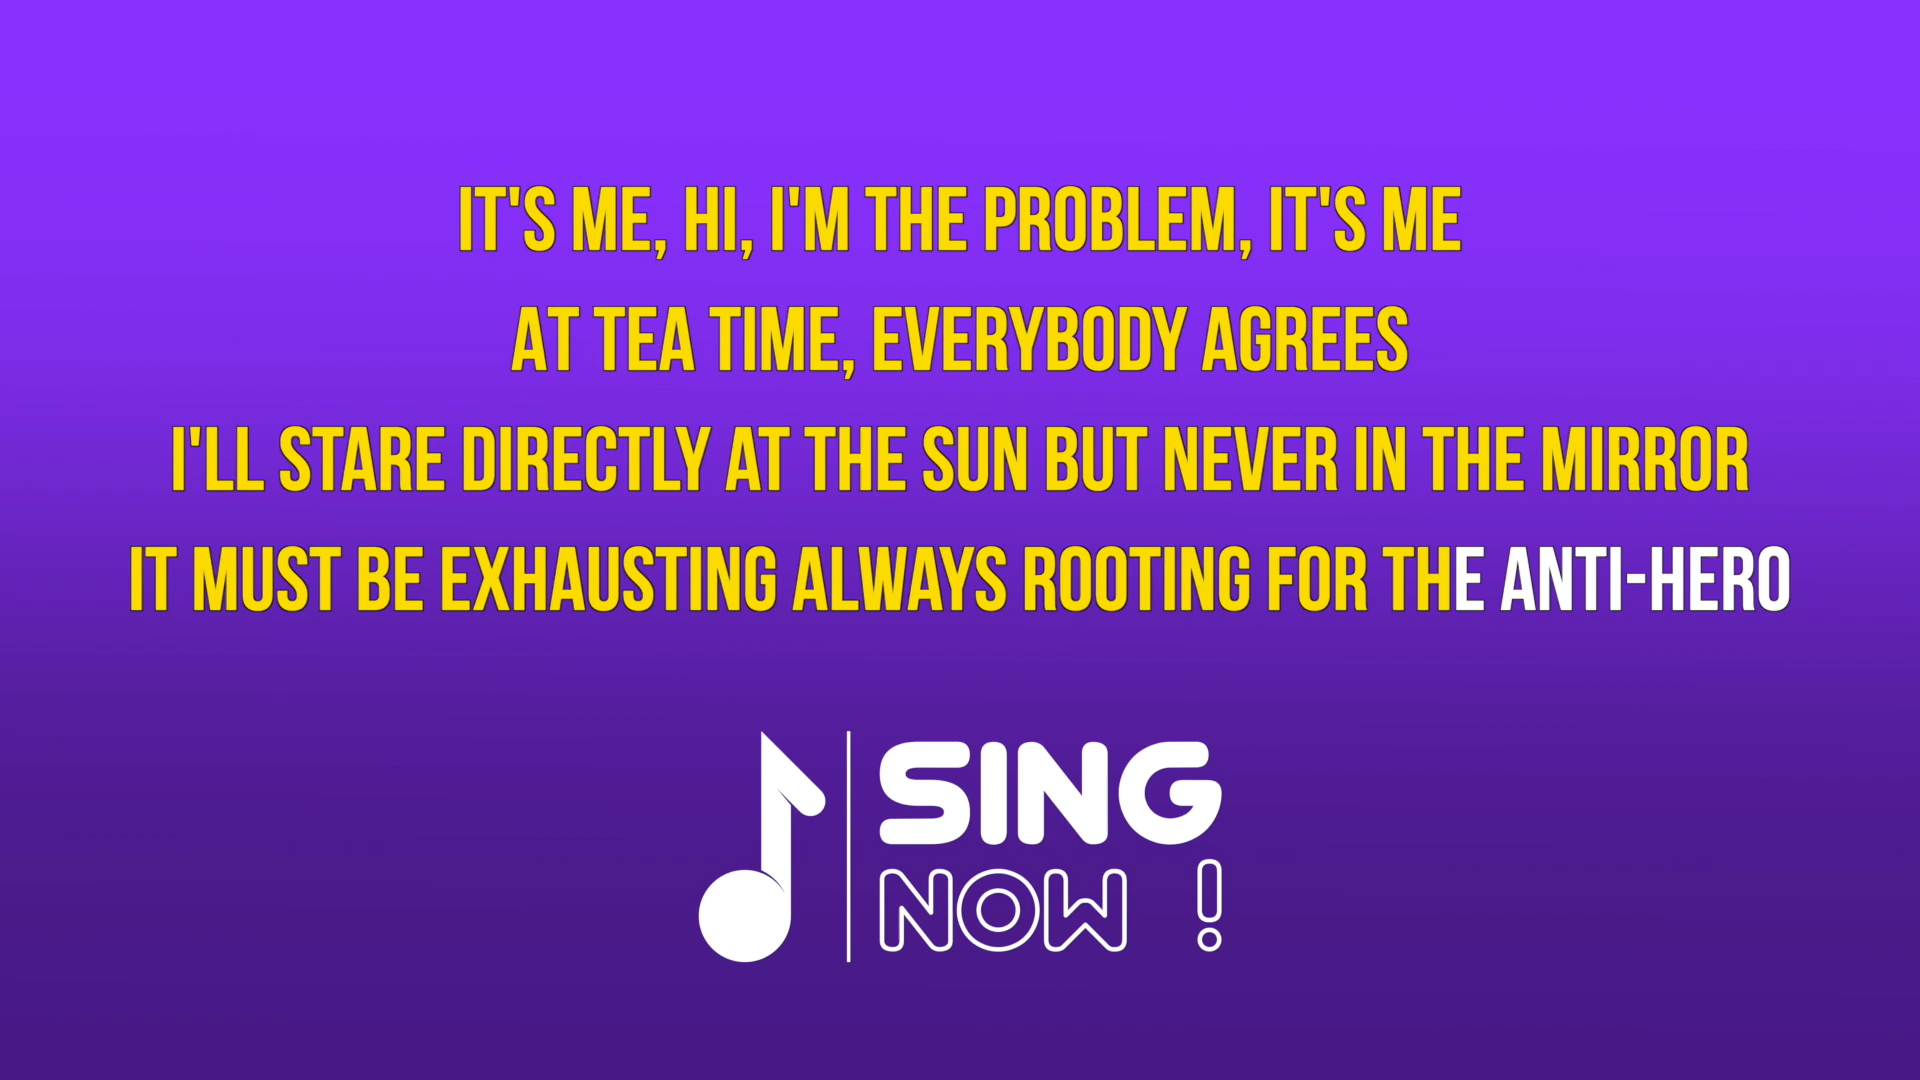 IT'S ME, HI, I'M THE PROBLEM, IT'S ME
AT TEA TIME, EVERYBODY AGREES
I'LL STARE DIRECTLY AT THE SUN BUT NEVER IN THE MIRROR
IT MUST BE EXHAUSTING ALWAYS ROOTING FOR THE ANTI-HERO
SING
NOW !